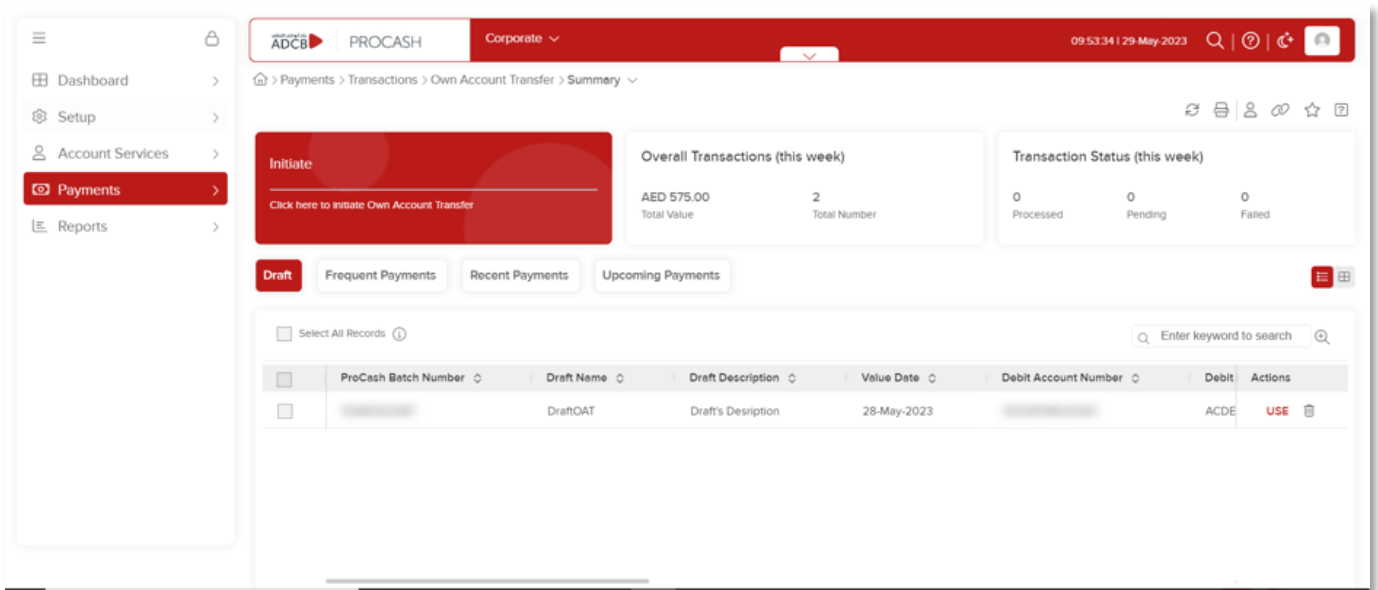 ADCB
PROCASH
Corporate
09:53:34 | 29-May-2023
Dashboard
Setup
Account Services
Payments
Reports
> Payments > Transactions > Own Account Transfer > Summary
Initiate
Click here to initiate Own Account Transfer
Overall Transactions (this week)
AED 575.00 2
Total Value Total Number
Transaction Status (this week)
0 0 0
Processed Pending Failed
Draft Frequent Payments Recent Payments Upcoming Payments
Select All Records
Enter keyword to search
ProCash Batch Number Draft Name Draft Description Value Date Debit Account Number Debit Actions
DraftOAT Draft's Desription 28-May-2023 ACDE USE